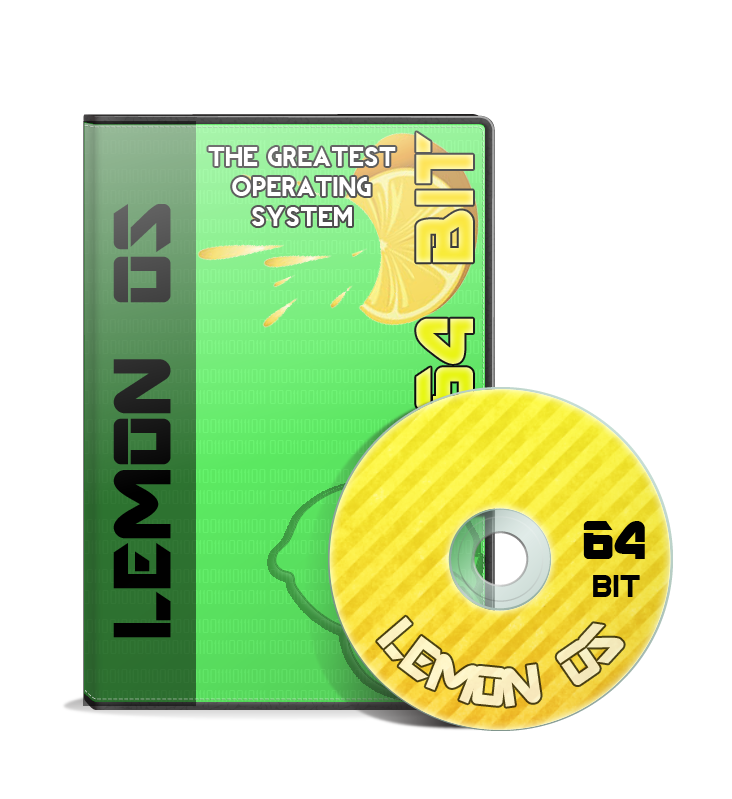 LEMON OS
THE GREATEST
OPERATING
SYSTEM
64 BIT
64
BIT
LEMON OS